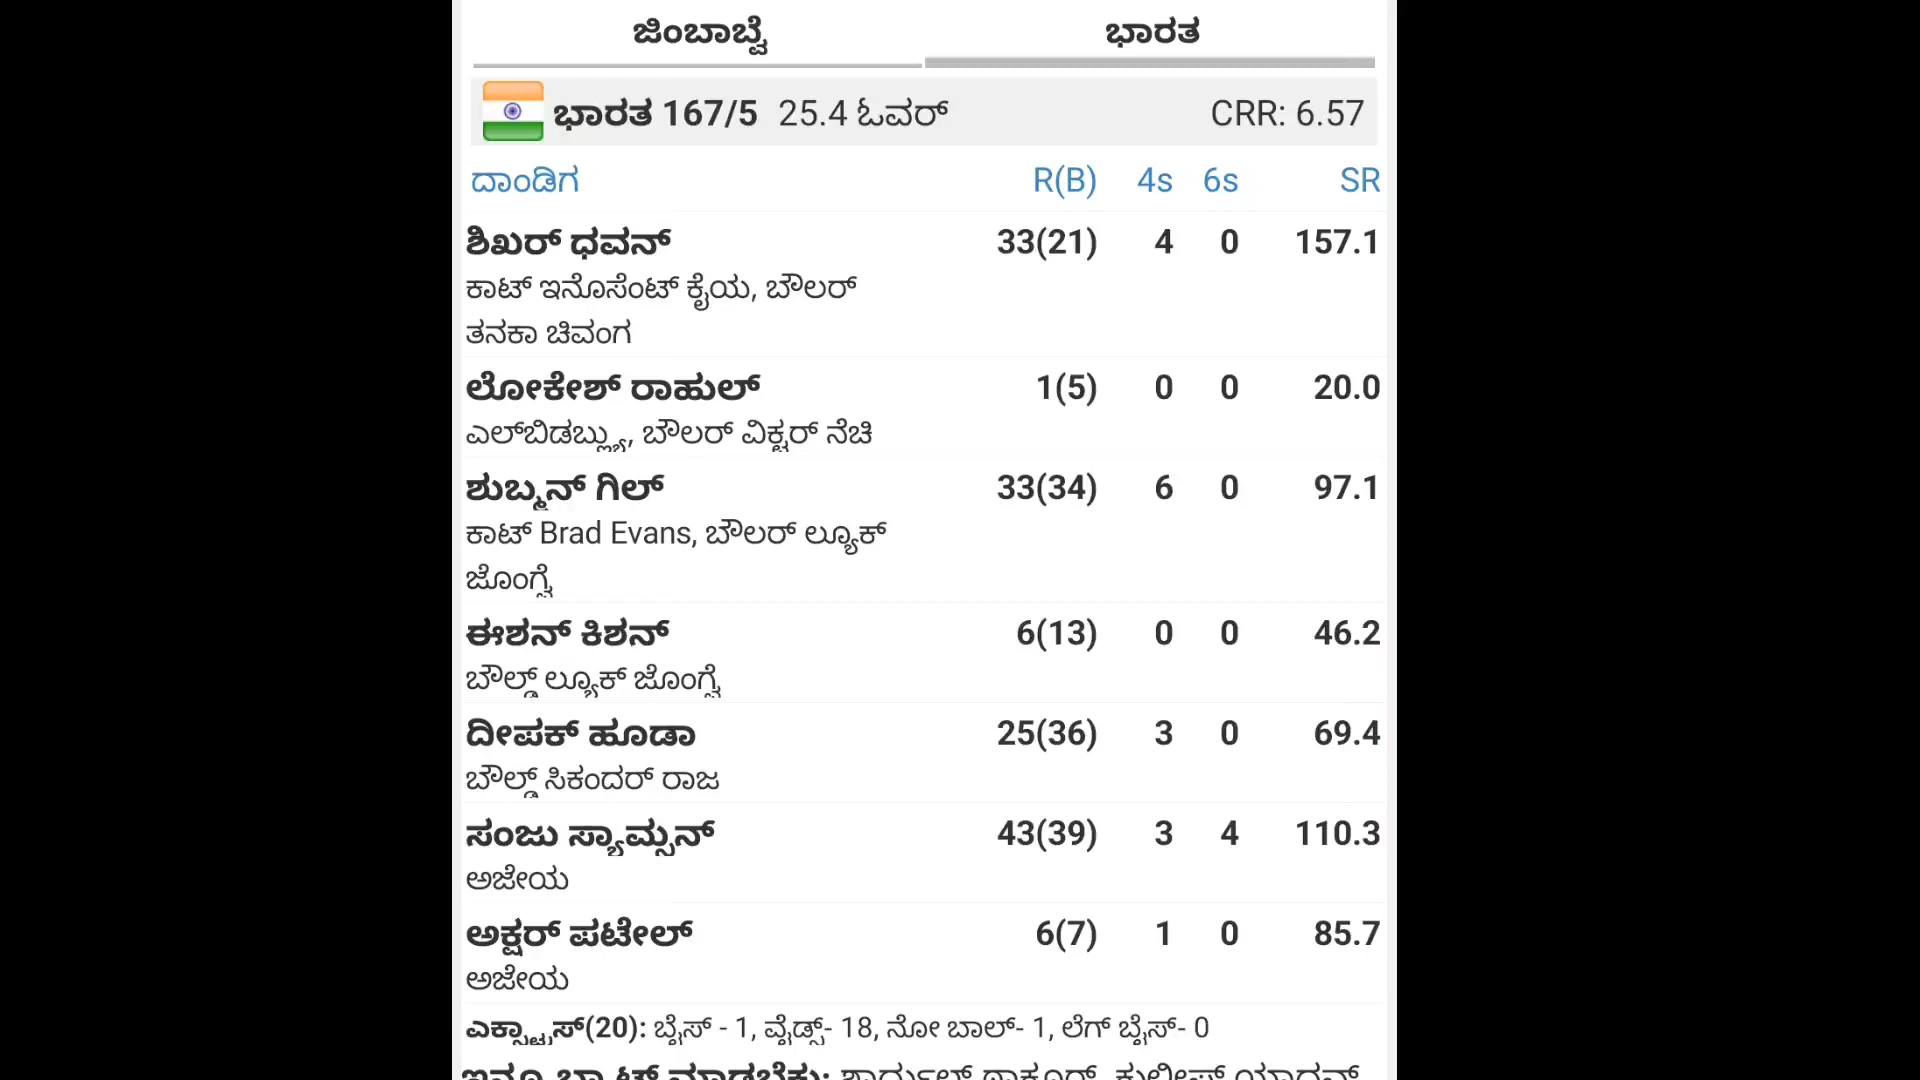 ಜಿಂಬಾಬ್ವೆ ಭಾರತ
ಭಾರತ 167/5 25.4 ಓವರ್ CRR: 6.57
ದಾಂಡಿಗ R(B) 4s 6s SR
ಶಿಖರ್ ಧವನ್ 33(21) 4 0 157.1
ಕಾಟ್ ಇನೊಸೆಂಟ್ ಕೈಯ, ಬೌಲರ್
ತನಕಾ ಚಿವಂಗ
ಲೋಕೇಶ್ ರಾಹುಲ್ 1(5) 0 0 20.0
ಎಲ್‌ಬಿಡಬ್ಲ್ಯು, ಬೌಲರ್ ವಿಕ್ಟರ್ ನೆಚಿ
ಶುಬ್ಮನ್ ಗಿಲ್ 33(34) 6 0 97.1
ಕಾಟ್ Brad Evans, ಬೌಲರ್ ಲ್ಯೂಕ್
ಜೊಂಗ್ವೆ
ಈಶನ್ ಕಿಶನ್ 6(13) 0 0 46.2
ಬೌಲ್ಡ್ ಲ್ಯೂಕ್ ಜೊಂಗ್ವೆ
ದೀಪಕ್ ಹೂಡಾ 25(36) 3 0 69.4
ಬೌಲ್ಡ್ ಸಿಕಂದರ್ ರಾಜ
ಸಂಜು ಸ್ಯಾಮ್ಸನ್ 43(39) 3 4 110.3
ಅಜೇಯ
ಅಕ್ಷರ್ ಪಟೇಲ್ 6(7) 1 0 85.7
ಅಜೇಯ
ಎಕ್ಸ್ಟ್ರಾಸ್(20): ಬೈಸ್ - 1, ವೈಡ್ಸ್- 18, ನೋ ಬಾಲ್- 1, ಲೆಗ್ ಬೈಸ್- 0
ಇನ್ನೂ ಬ್ಯಾಟ್ ಮಾಡಬೇಕು: ಶಾರ್ದುಲ್ ಠಾಕೂರ್, ಕುಲ್ದೀಪ್ ಯಾದವ್